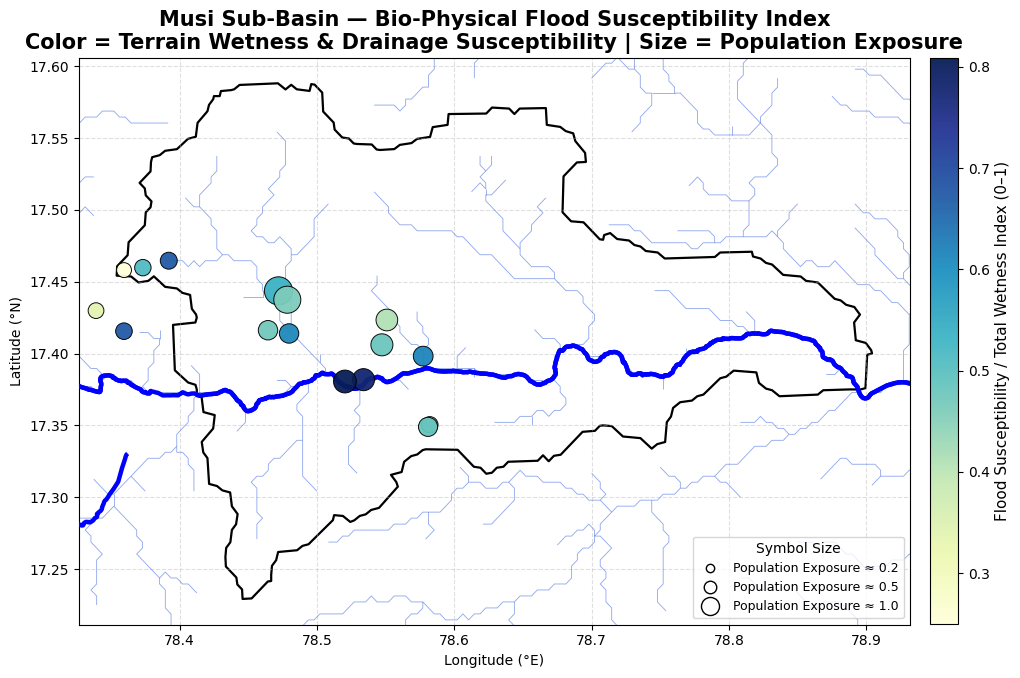 Musi Sub-Basin — Bio-Physical Flood Susceptibility Index
Color = Terrain Wetness & Drainage Susceptibility | Size = Population Exposure
17.60
17.55
17.50
17.45
17.40
17.35
17.30
17.25
Latitude (°N)
78.4
78.5
78.6
78.7
78.8
78.9
Longitude (°E)
Symbol Size
Population Exposure ≈ 0.2
Population Exposure ≈ 0.5
Population Exposure ≈ 1.0
0.8
0.7
0.6
0.5
0.4
0.3
Flood Susceptibility / Total Wetness Index (0–1)